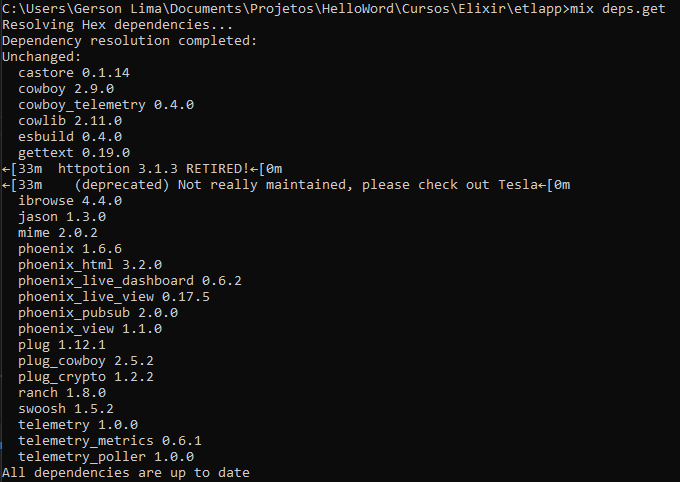 C:\Users\Gerson Lima\Documents\Projetos\HelloWord\Cursos\Elixir\etlapp>mix deps.get
Resolving Hex dependencies...
Dependency resolution completed:
Unchanged:
  castore 0.1.14
  cowboy 2.9.0
  cowboy_telemetry 0.4.0
  cowlib 2.11.0
  esbuild 0.4.0
  gettext 0.19.0
←[33m  httpotion 3.1.3 RETIRED!←[0m
←[33m    (deprecated) Not really maintained, please check out Tesla←[0m
  ibrowse 4.4.0
  jason 1.3.0
  mime 2.0.2
  phoenix 1.6.6
  phoenix_html 3.2.0
  phoenix_live_dashboard 0.6.2
  phoenix_live_view 0.17.5
  phoenix_pubsub 2.0.0
  phoenix_view 1.1.0
  plug 1.12.1
  plug_cowboy 2.5.2
  plug_crypto 1.2.2
  ranch 1.8.0
  swoosh 1.5.2
  telemetry 1.0.0
  telemetry_metrics 0.6.1
  telemetry_poller 1.0.0
All dependencies are up to date